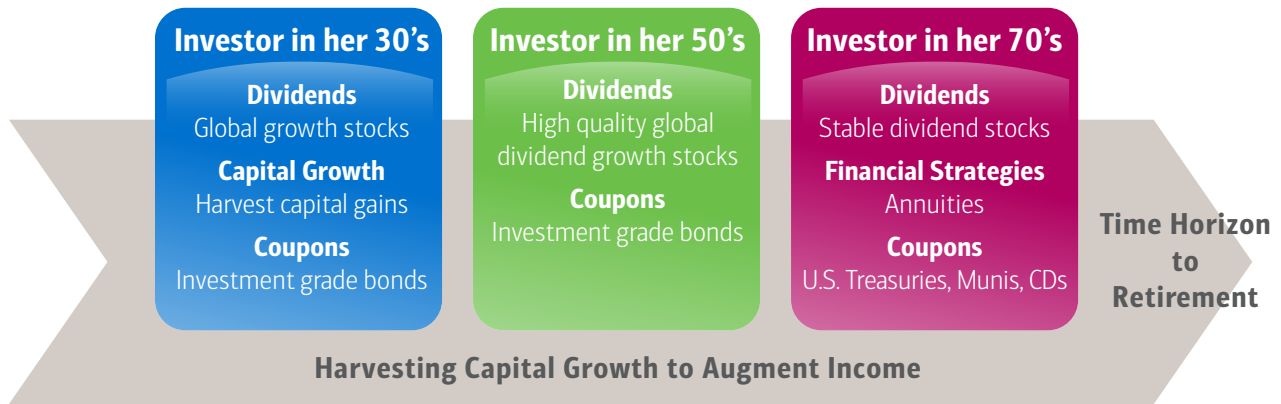 Investor in her 30’s
Dividends
Global growth stocks
Capital Growth
Harvest capital gains
Coupons
Investment grade bonds
Investor in her 50’s
Dividends
High quality global
dividend growth stocks
Coupons
Investment grade bonds
Investor in her 70’s
Dividends
Stable dividend stocks
Financial Strategies
Annuities
Coupons
U.S. Treasuries, Munis, CDs
Time Horizon
to
Retirement
Harvesting Capital Growth to Augment Income